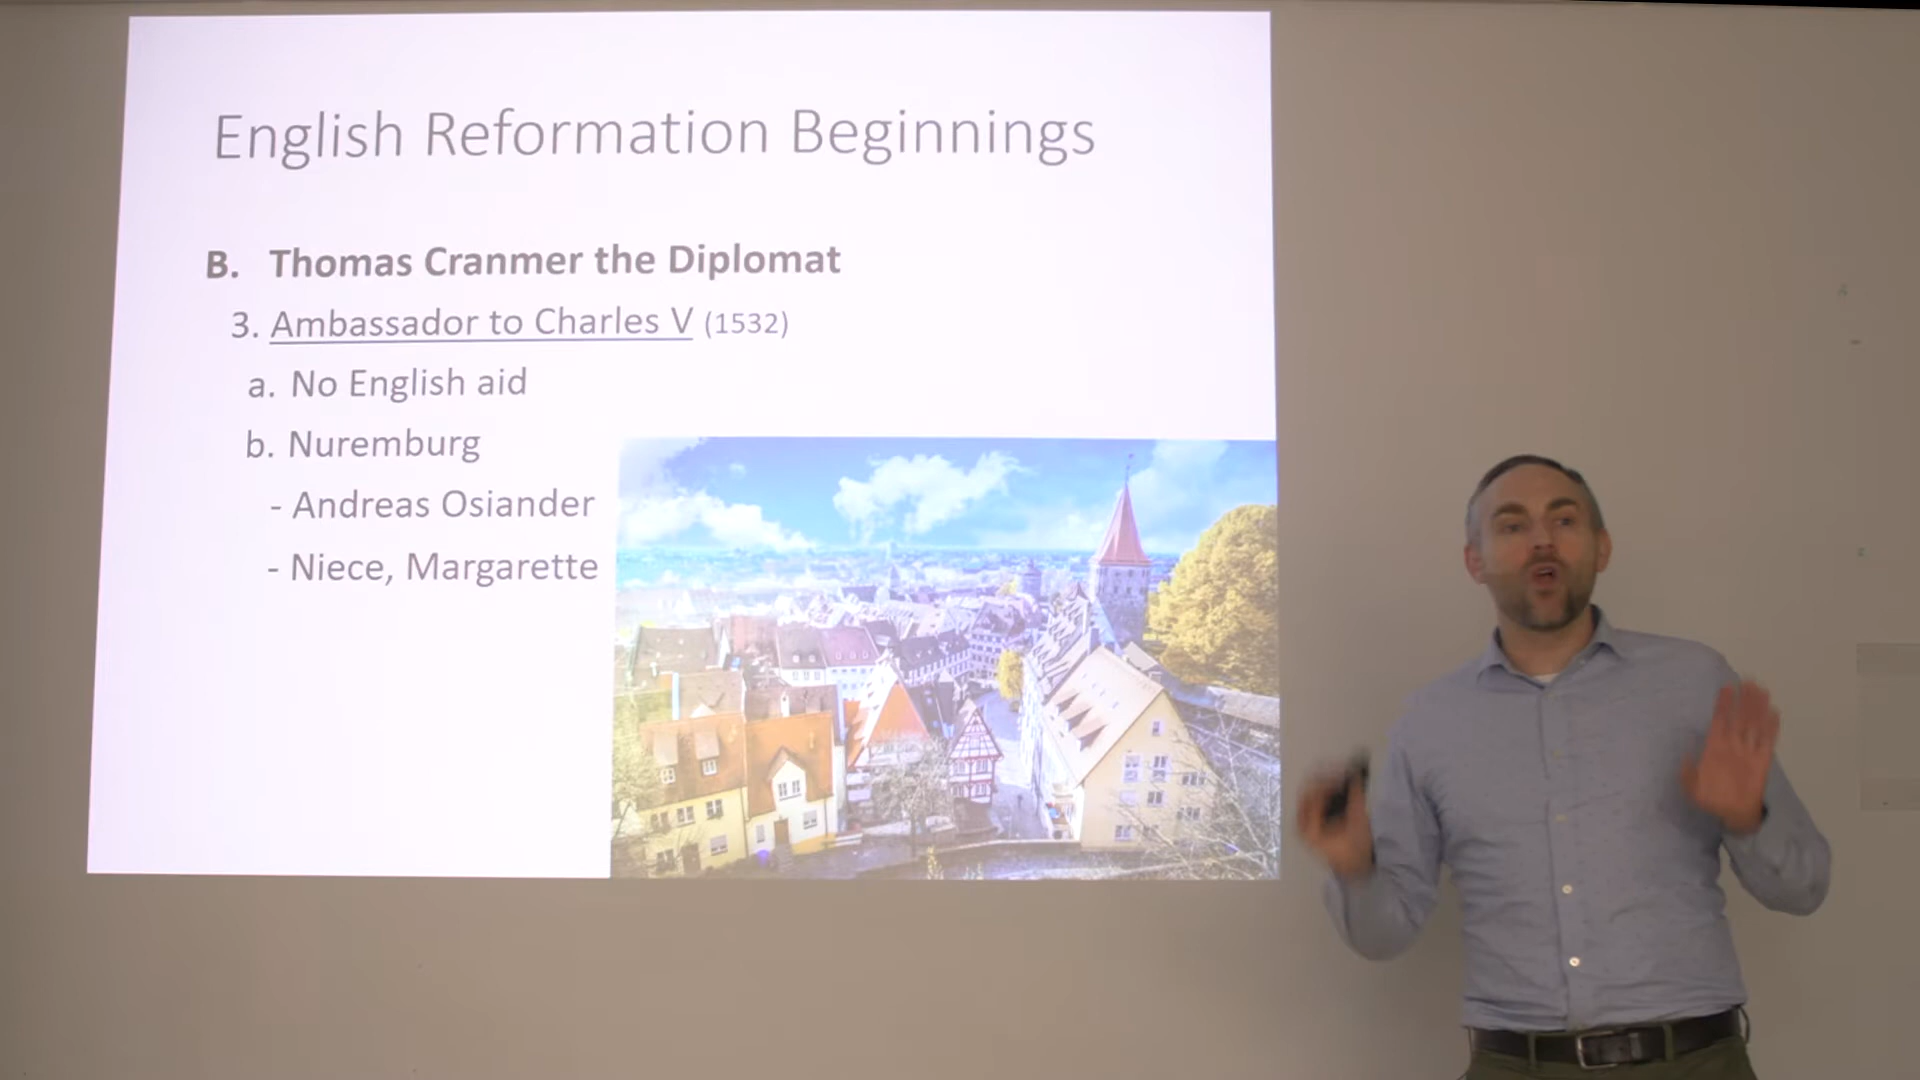 English Reformation Beginnings
B. Thomas Cranmer the Diplomat
3. Ambassador to Charles V (1532)
a. No English aid
b. Nuremburg
- Andreas Osiander
- Niece, Margarette